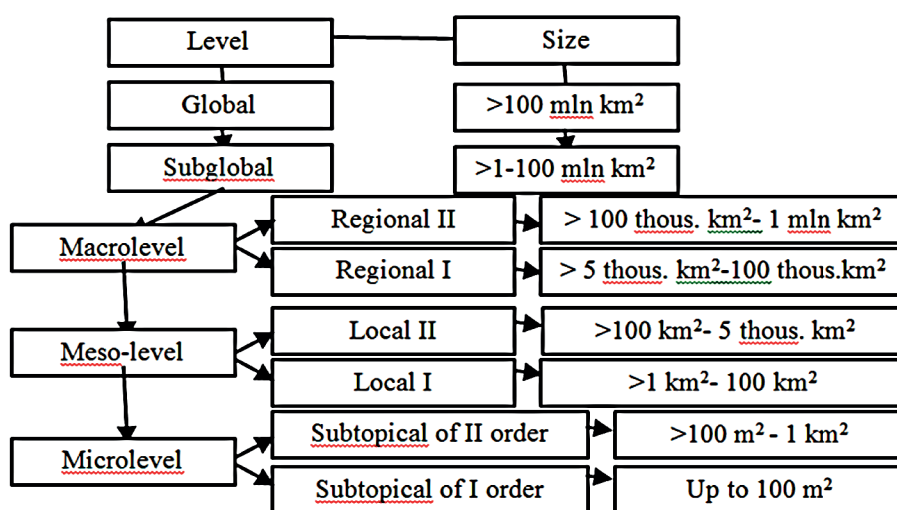 Level
Size
Global
>100 mln km²
Subglobal
>1-100 mln km²
Macrolevel
Regional II
> 100 thous. km²- 1 mln km²
Regional I
> 5 thous. km²-100 thous.km²
Meso-level
Local II
>100 km²- 5 thous. km²
Local I
>1 km²- 100 km²
Microlevel
Subtopical of II order
>100 m² - 1 km²
Subtopical of I order
Up to 100 m²